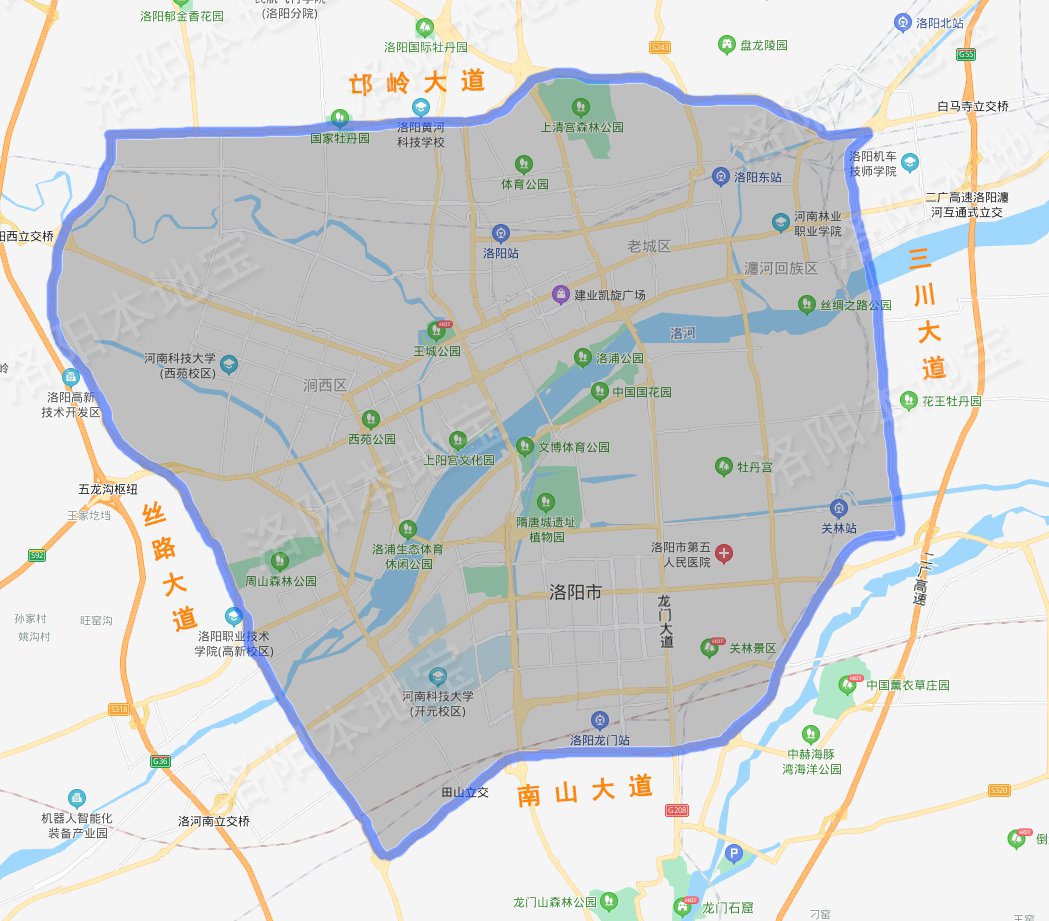 洛阳郁金香花园
(洛阳分院)
洛阳国际牡丹园
S243
盘龙陵园
洛阳北站
G55
邙岭大道
白马寺立交桥
国家牡丹园
洛阳黄河
科技学校
上清宫森林公园
洛阳机车
技师学院
体育公园
洛阳东站
二广高速洛阳瀍
河互通式立交
河南林业
职业学院
阳西立交桥
洛阳站
老城区
瀍河回族区
三川大道
建业凯旋广场
丝绸之路公园
HOT
王城公园
洛河
河南科技大学
(西苑校区)
洛浦公园
岭
洛阳高新
技术开发区
涧西区
中国国花园
花王牡丹园
西苑公园
上阳宫文化园
文博体育公园
牡丹宫
五龙沟枢纽
王家圪垱
丝路大道
隋唐城遗址
植物园
关林站
S92
洛浦生态体育
休闲公园
洛阳市第五
人民医院
二广高速
周山森林公园
洛阳市
龙门大道
孙家村
旺窑沟
姚沟村
洛阳职业技术
学院(高新校区)
HOT
关林景区
HOT
中国薰衣草庄园
河南科技大学
(开元校区)
S318
洛阳龙门站
中赫海豚
湾海洋公园
G36
田山立交
南山大道
S320
机器人智能化
装备产业园
洛河南立交桥
G208
HOT
倒
P
龙门山森林公园
HOT
龙门石窟
刁窑
王窑
洛阳本地宝